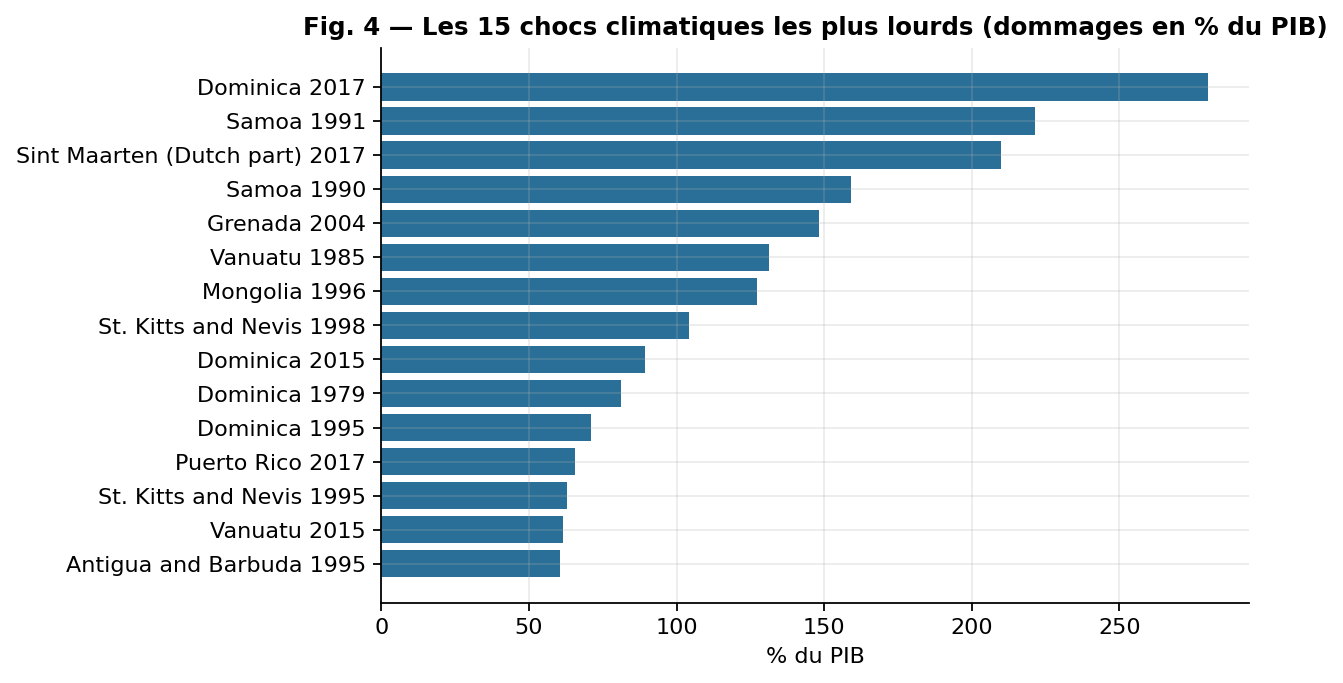 Fig. 4 — Les 15 chocs climatiques les plus lourds (dommages en % du PIB)
Dominica 2017
Samoa 1991
Sint Maarten (Dutch part) 2017
Samoa 1990
Grenada 2004
Vanuatu 1985
Mongolia 1996
St. Kitts and Nevis 1998
Dominica 2015
Dominica 1979
Dominica 1995
Puerto Rico 2017
St. Kitts and Nevis 1995
Vanuatu 2015
Antigua and Barbuda 1995
0 50 100 150 200 250
% du PIB